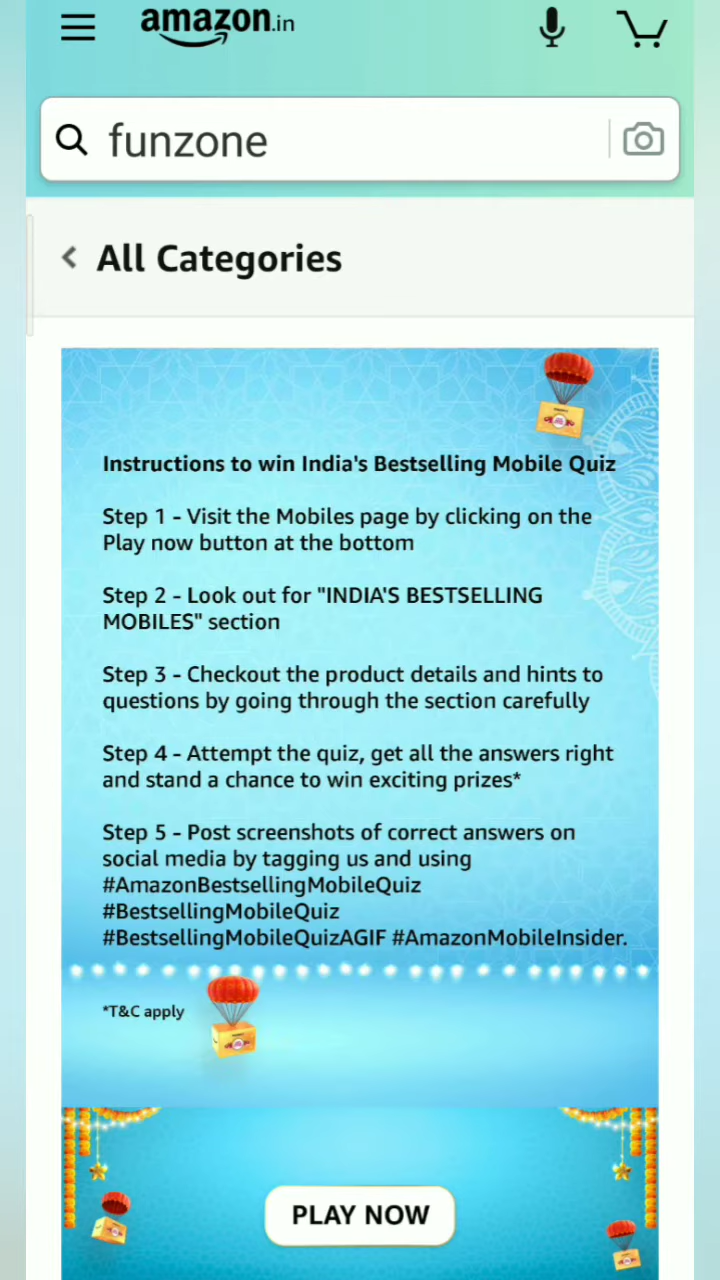 amazon.in
funzone
All Categories
Instructions to win India's Bestselling Mobile Quiz
Step 1 - Visit the Mobiles page by clicking on the
Play now button at the bottom
Step 2 - Look out for "INDIA'S BESTSELLING
MOBILES" section
Step 3 - Checkout the product details and hints to
questions by going through the section carefully
Step 4 - Attempt the quiz, get all the answers right
and stand a chance to win exciting prizes*
Step 5 - Post screenshots of correct answers on
social media by tagging us and using
#AmazonBestsellingMobileQuiz
#BestsellingMobileQuiz
#BestsellingMobileQuizAGIF #AmazonMobileInsider.
*T&C apply
PLAY NOW